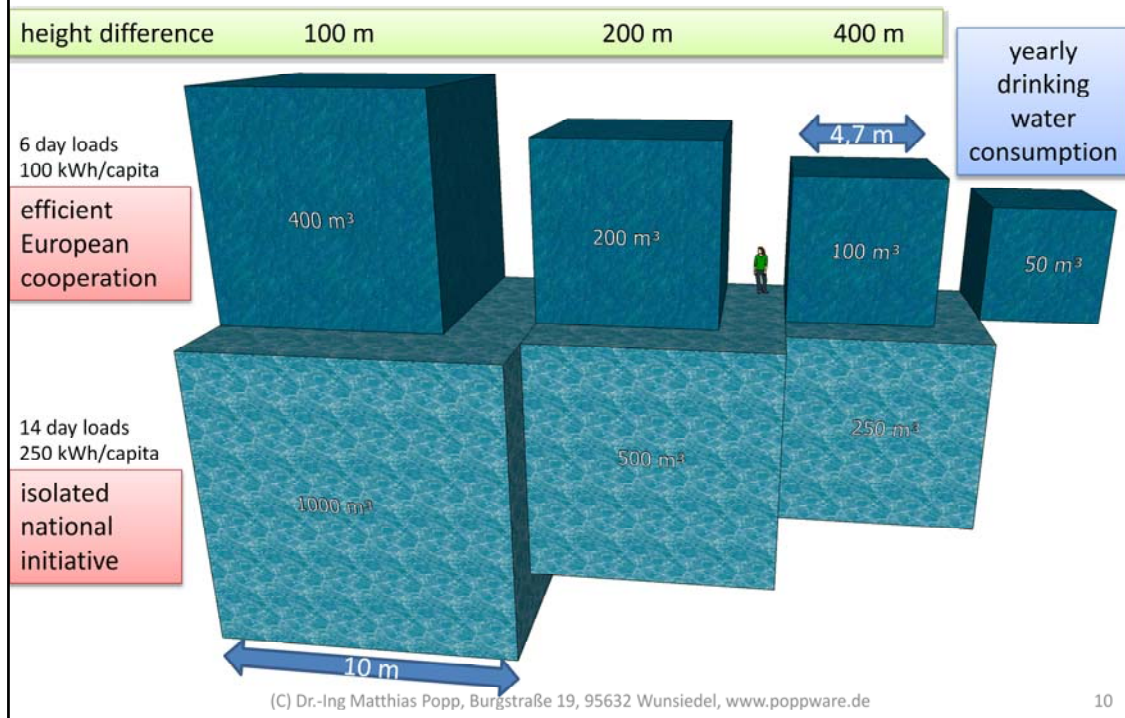 height difference 100 m 200 m 400 m
yearly
drinking
water
consumption
6 day loads
100 kWh/capita
efficient
European
cooperation
400 m³
200 m³
4,7 m
100 m³
50 m³
14 day loads
250 kWh/capita
isolated
national
initiative
1000 m³
500 m³
250 m³
10 m
(C) Dr.-Ing Matthias Popp, Burgstraße 19, 95632 Wunsiedel, www.poppware.de 10